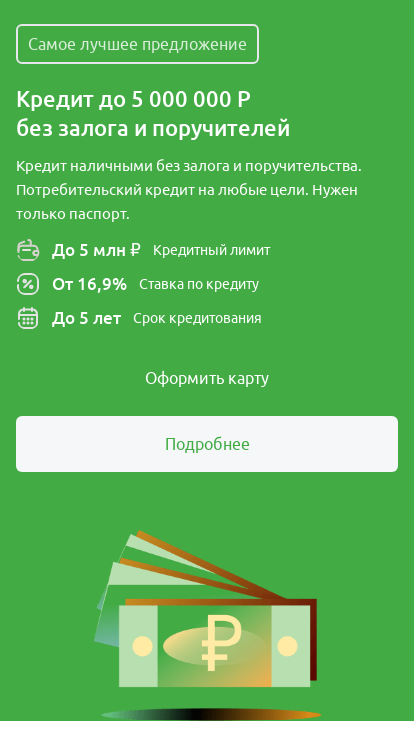 Самое лучшее предложение
Кредит до 5 000 000 Р
без залога и поручителей
Кредит наличными без залога и поручительства.
Потребительский кредит на любые цели. Нужен
только паспорт.
До 5 млн ₽ Кредитный лимит
От 16,9% Ставка по кредиту
До 5 лет Срок кредитования
Оформить карту
Подробнее
₽